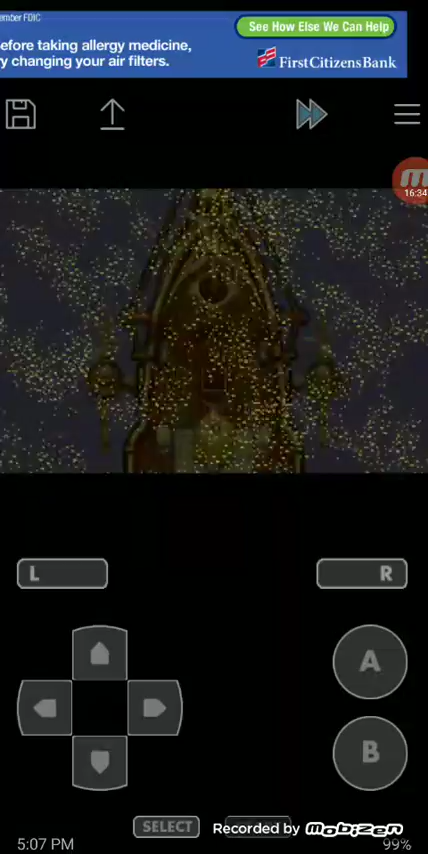 ember FDIC
See How Else We Can Help
efore taking allergy medicine,
y changing your air filters.
FirstCitizensBank
16:34
L
R
A
B
SELECT
Recorded by mobizen
5:07 PM
99%